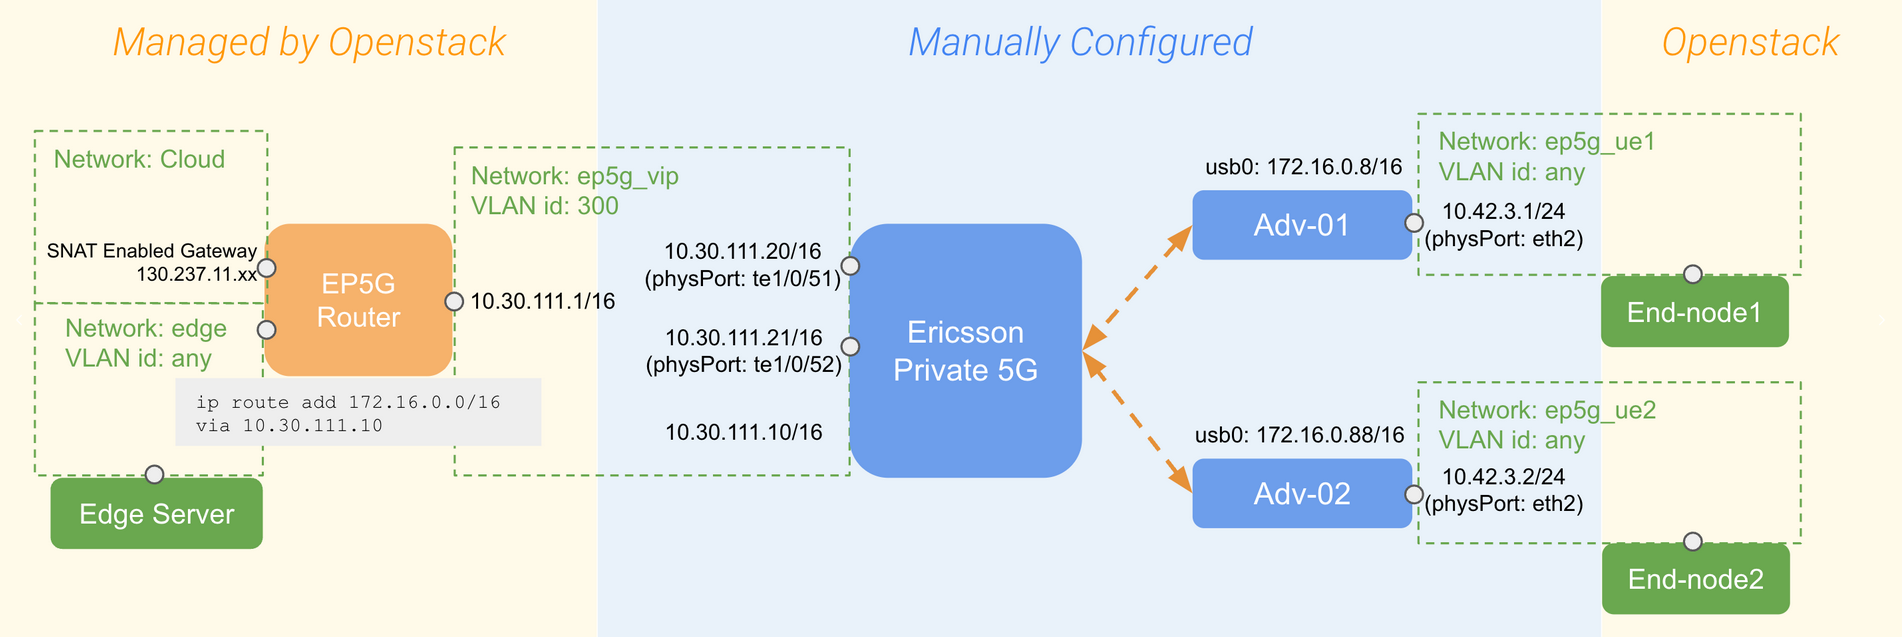 Managed by Openstack
Manually Configured
Openstack
Network: Cloud
SNAT Enabled Gateway
130.237.11.xx
Network: edge
VLAN id: any
EP5G
Router
ip route add 172.16.0.0/16
via 10.30.111.10
Edge Server
Network: ep5g_vip
VLAN id: 300
10.30.111.1/16
10.30.111.20/16
(physPort: te1/0/51)
10.30.111.21/16
(physPort: te1/0/52)
10.30.111.10/16
Ericsson
Private 5G
usb0: 172.16.0.8/16
Adv-01
Network: ep5g_ue1
VLAN id: any
10.42.3.1/24
(physPort: eth2)
End-node1
usb0: 172.16.0.88/16
Adv-02
Network: ep5g_ue2
VLAN id: any
10.42.3.2/24
(physPort: eth2)
End-node2